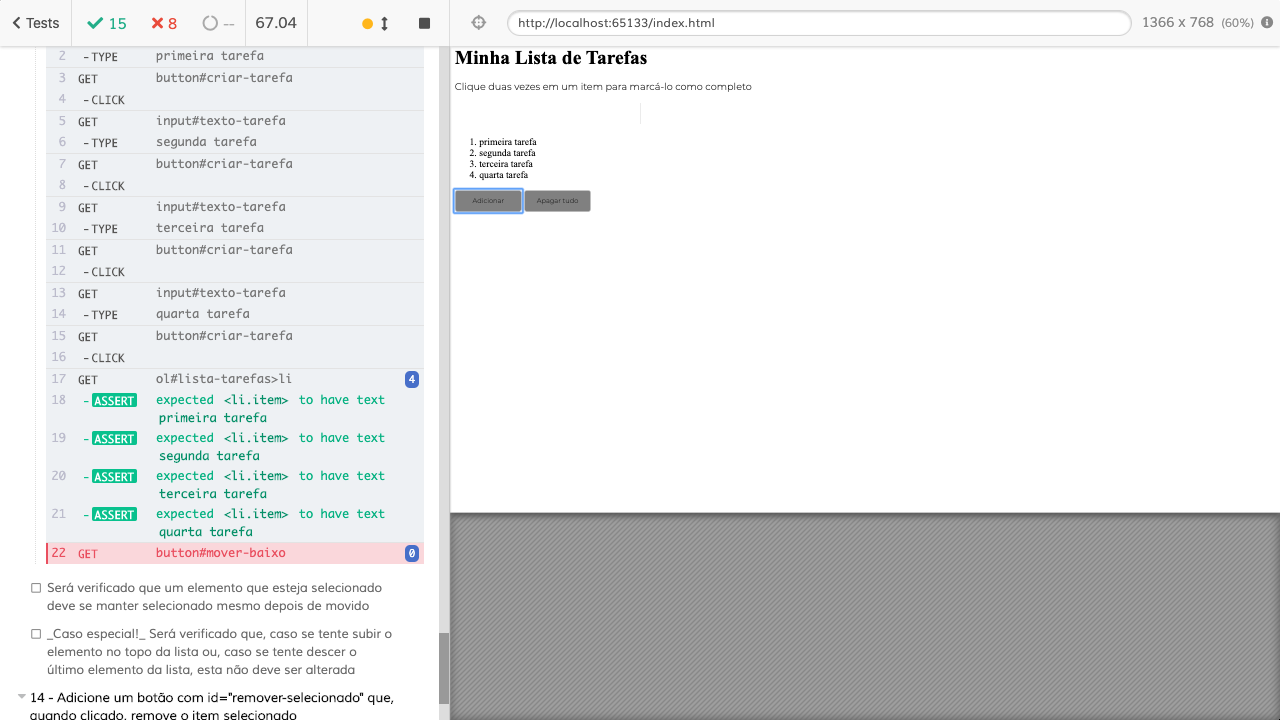 Tests 15 8 -- 67.04
http://localhost:65133/index.html 1366 x 768 (60%)
2 -TYPE primeira tarefa
3 GET button#criar-tarefa
4 -CLICK
5 GET input#texto-tarefa
6 -TYPE segunda tarefa
7 GET button#criar-tarefa
8 -CLICK
9 GET input#texto-tarefa
10 -TYPE terceira tarefa
11 GET button#criar-tarefa
12 -CLICK
13 GET input#texto-tarefa
14 -TYPE quarta tarefa
15 GET button#criar-tarefa
16 -CLICK
17 GET ol#lista-tarefas>li 4
18 -ASSERT expected <li.item> to have text
primeira tarefa
19 -ASSERT expected <li.item> to have text
segunda tarefa
20 -ASSERT expected <li.item> to have text
terceira tarefa
21 -ASSERT expected <li.item> to have text
quarta tarefa
22 GET button#mover-baixo 0
Será verificado que um elemento que esteja selecionado
deve se manter selecionado mesmo depois de movido
_Caso especial!_ Será verificado que, caso se tente subir o
elemento no topo da lista ou, caso se tente descer o
último elemento da lista, esta não deve ser alterada
14 - Adicione um botão com id="remover-selecionado" que,
quando clicado, remove o item selecionado
Minha Lista de Tarefas
Clique duas vezes em um item para marcá-lo como completo
1. primeira tarefa
2. segunda tarefa
3. terceira tarefa
4. quarta tarefa
Adicionar Apagar tudo